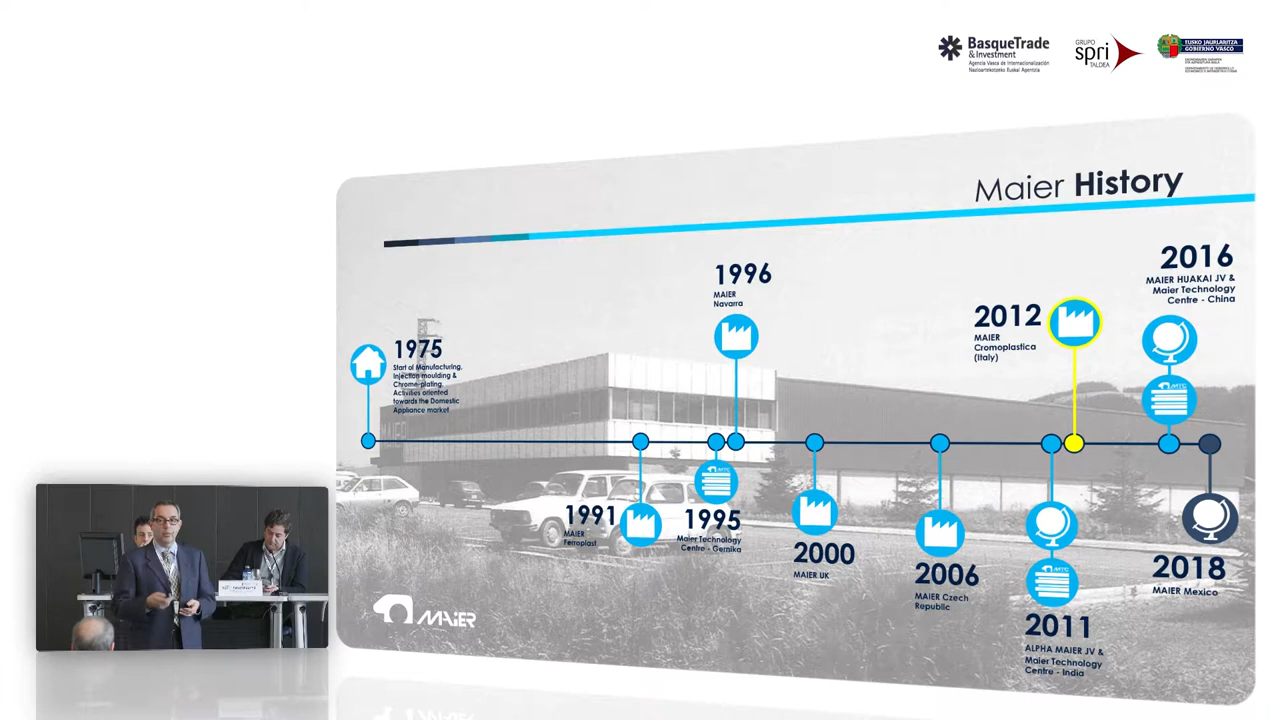 BasqueTrade
& Investment
Agencia Vasca de Internacionalización
Nazioartekotzeko Euskal Agentzia
GRUPO
spri
TALDEA
EUSKO JAURLARITZA
GOBIERNO VASCO
Maier History
1975
Start of Manufacturing,
Injection moulding &
Chrome-plating.
Activities oriented
towards the Domestic
Appliance market
1991
MAIER
Ferroplast
1995
Maier Technology
Centre - Gernika
MTC
1996
MAIER
Navarra
2000
MAIER UK
2006
MAIER Czech
Republic
2011
ALPHA MAIER JV &
Maier Technology
Centre - India
MTC
2012
MAIER
Cromoplastica
(Italy)
2016
MAIER HUAKAI JV &
Maier Technology
Centre - China
MTC
2018
MAIER Mexico
MAIER